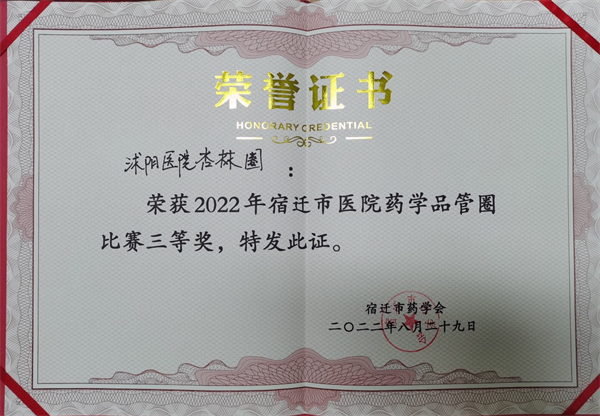 荣誉证书
HONORARY CREDENTIAL
沭阳医院杏林圈：
荣获2022年宿迁市医院药学品管圈
比赛三等奖，特发此证。
宿迁市药学会
二〇二二年八月二十九日